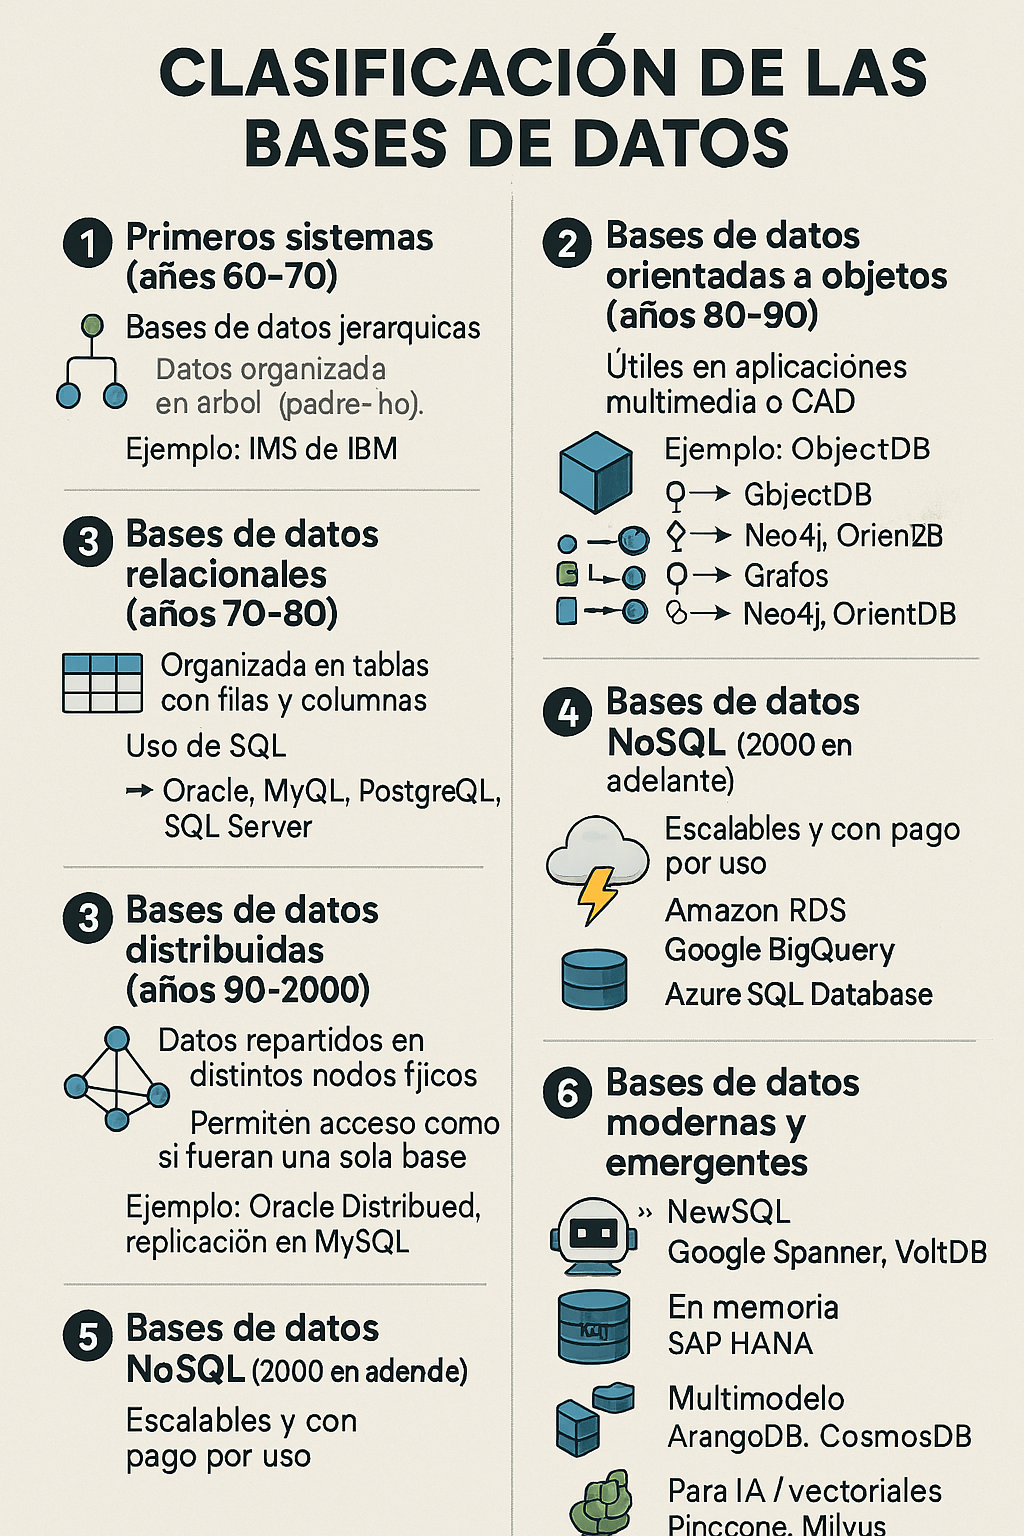 CLASIFICACIÓN DE LAS
BASES DE DATOS
1 Primeros sistemas
(añes 60-70)
Bases de datos jerarquicas
Datos organizada
en arbol (padre-ho).
Ejemplo: IMS de IBM
3 Bases de datos
relacionales
(años 70-80)
Organizada en tablas
con filas y columnas
Uso de SQL
→ Oracle, MyQL, PostgreQL,
SQL Server
3 Bases de datos
distribuidas
(años 90-2000)
Datos repartidos en
distintos nodos fjicos
Permiten acceso como
si fueran una sola base
Ejemplo: Oracle Distribued,
replicaciön en MySQL
5 Bases de datos
NoSQL (2000 en adende)
Escalables y con
pago por uso
2 Bases de datos
orientadas a objetos
(años 80-90)
Útiles en aplicaciónes
multimedia o CAD
Ejemplo: ObjectDB
→ GbjectDB
→ Neo4j,
→ Grafos
→ Neo4j, OrientDB
4 Bases de datos
NoSQL (2000 en
adelante)
Escalables y con pago
por uso
Amazon RDS
Google BigQuery
Azure SQL Database
6 Bases de datos
modernas y
emergentes
›› NewSQL
Google Spanner, VoltDB
En memoria
SAP HANA
Multimodelo
ArangoDB. CosmosDB
Para IA / vectoriales
Pinccone, Milvus